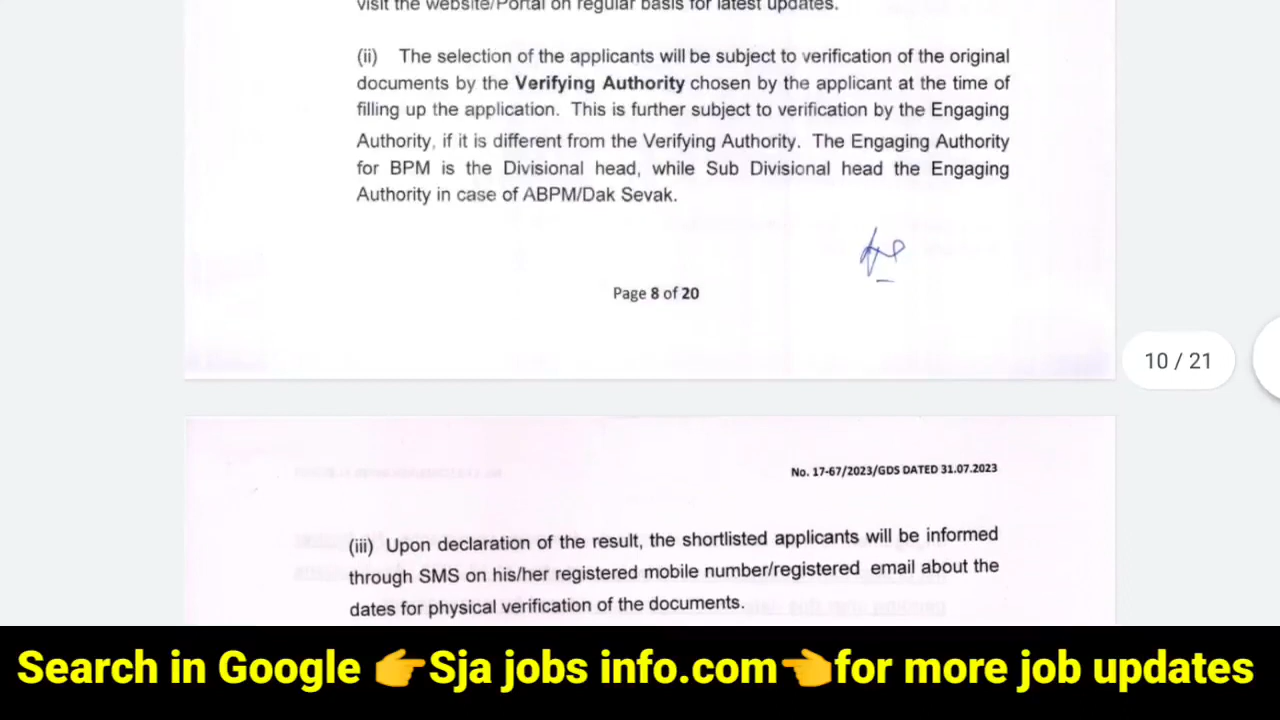 visit the website/Portal on regular basis for latest updates.
(ii) The selection of the applicants will be subject to verification of the original
documents by the Verifying Authority chosen by the applicant at the time of
filling up the application. This is further subject to verification by the Engaging
Authority, if it is different from the Verifying Authority. The Engaging Authority
for BPM is the Divisional head, while Sub Divisional head the Engaging
Authority in case of ABPM/Dak Sevak.
Page 8 of 20
10 / 21
No. 17-67/2023/GDS DATED 31.07.2023
(iii) Upon declaration of the result, the shortlisted applicants will be informed
through SMS on his/her registered mobile number/registered email about the
dates for physical verification of the documents.
Search in Google 👉Sja jobs info.com👈for more job updates